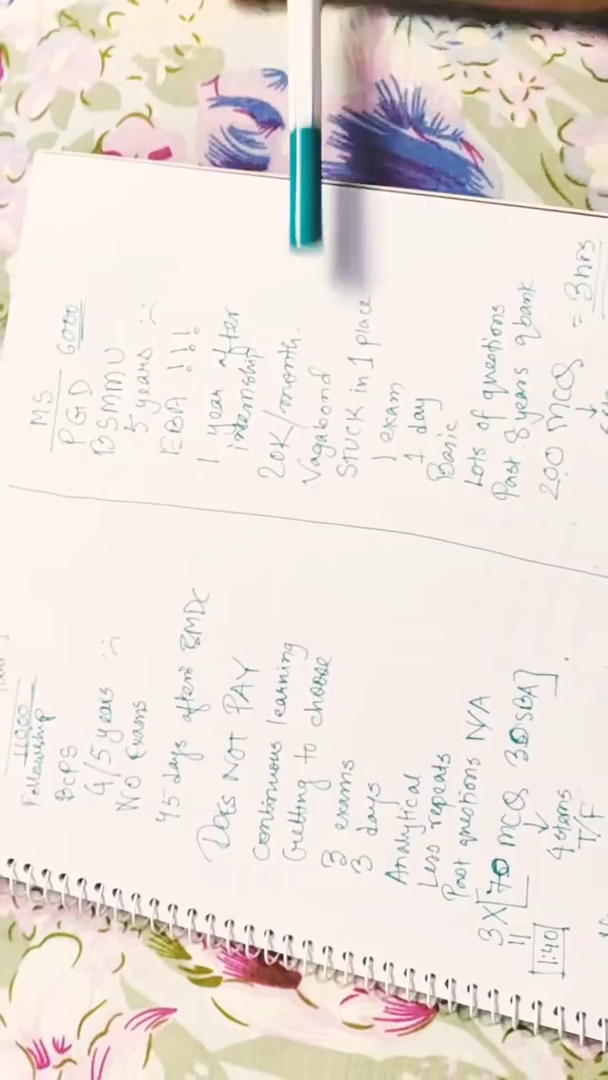 11000
Fellowship
BCPS
4/5 years :(
NO Exams
45 days after BMDC
DOES NOT PAY
Continuous learning
Getting to choose
3 exams
3 days
Analytical
Less repeats
Past questions N/A
3X[70 MCQ 30 SBA]
11
↓
1:40
4 stems
T/F
MS
6000
PGD
BSMMU
5 years :(
EBA !!!
1 year after
internship
20K/month.
Vagabond
STUCK in 1 place
1 exam
1 day
Basic
Lots of questions
Past 8 years qbank
200 MCQ = 3hrs
↓